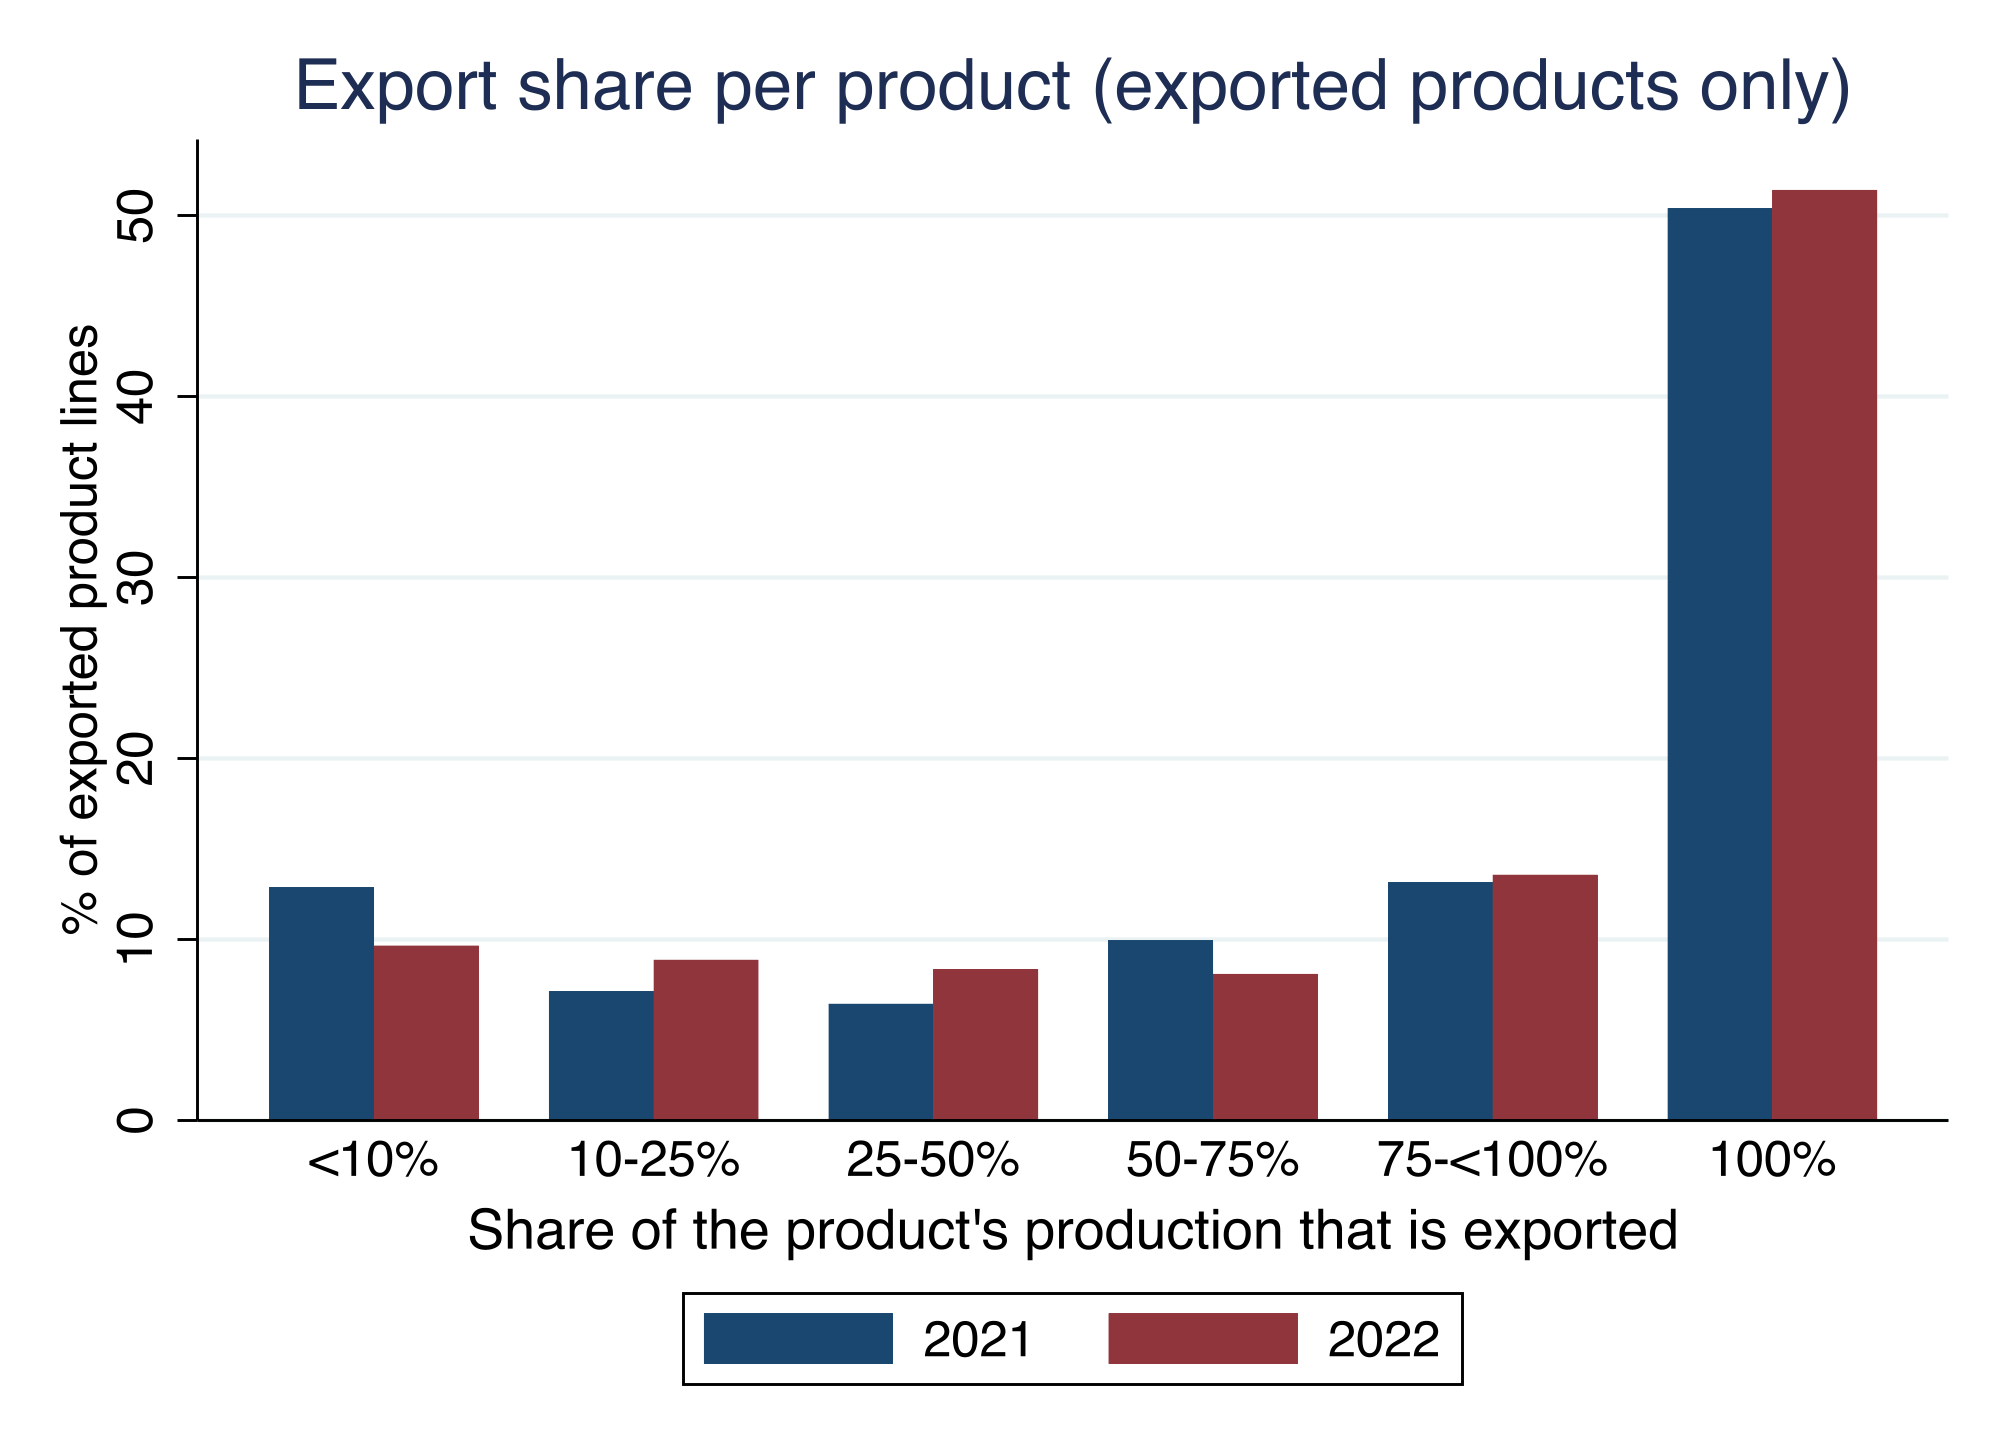 Export share per product (exported products only)
% of exported product lines
50
40
30
20
10
0
<10% 10-25% 25-50% 50-75% 75-<100% 100%
Share of the product's production that is exported
2021 2022